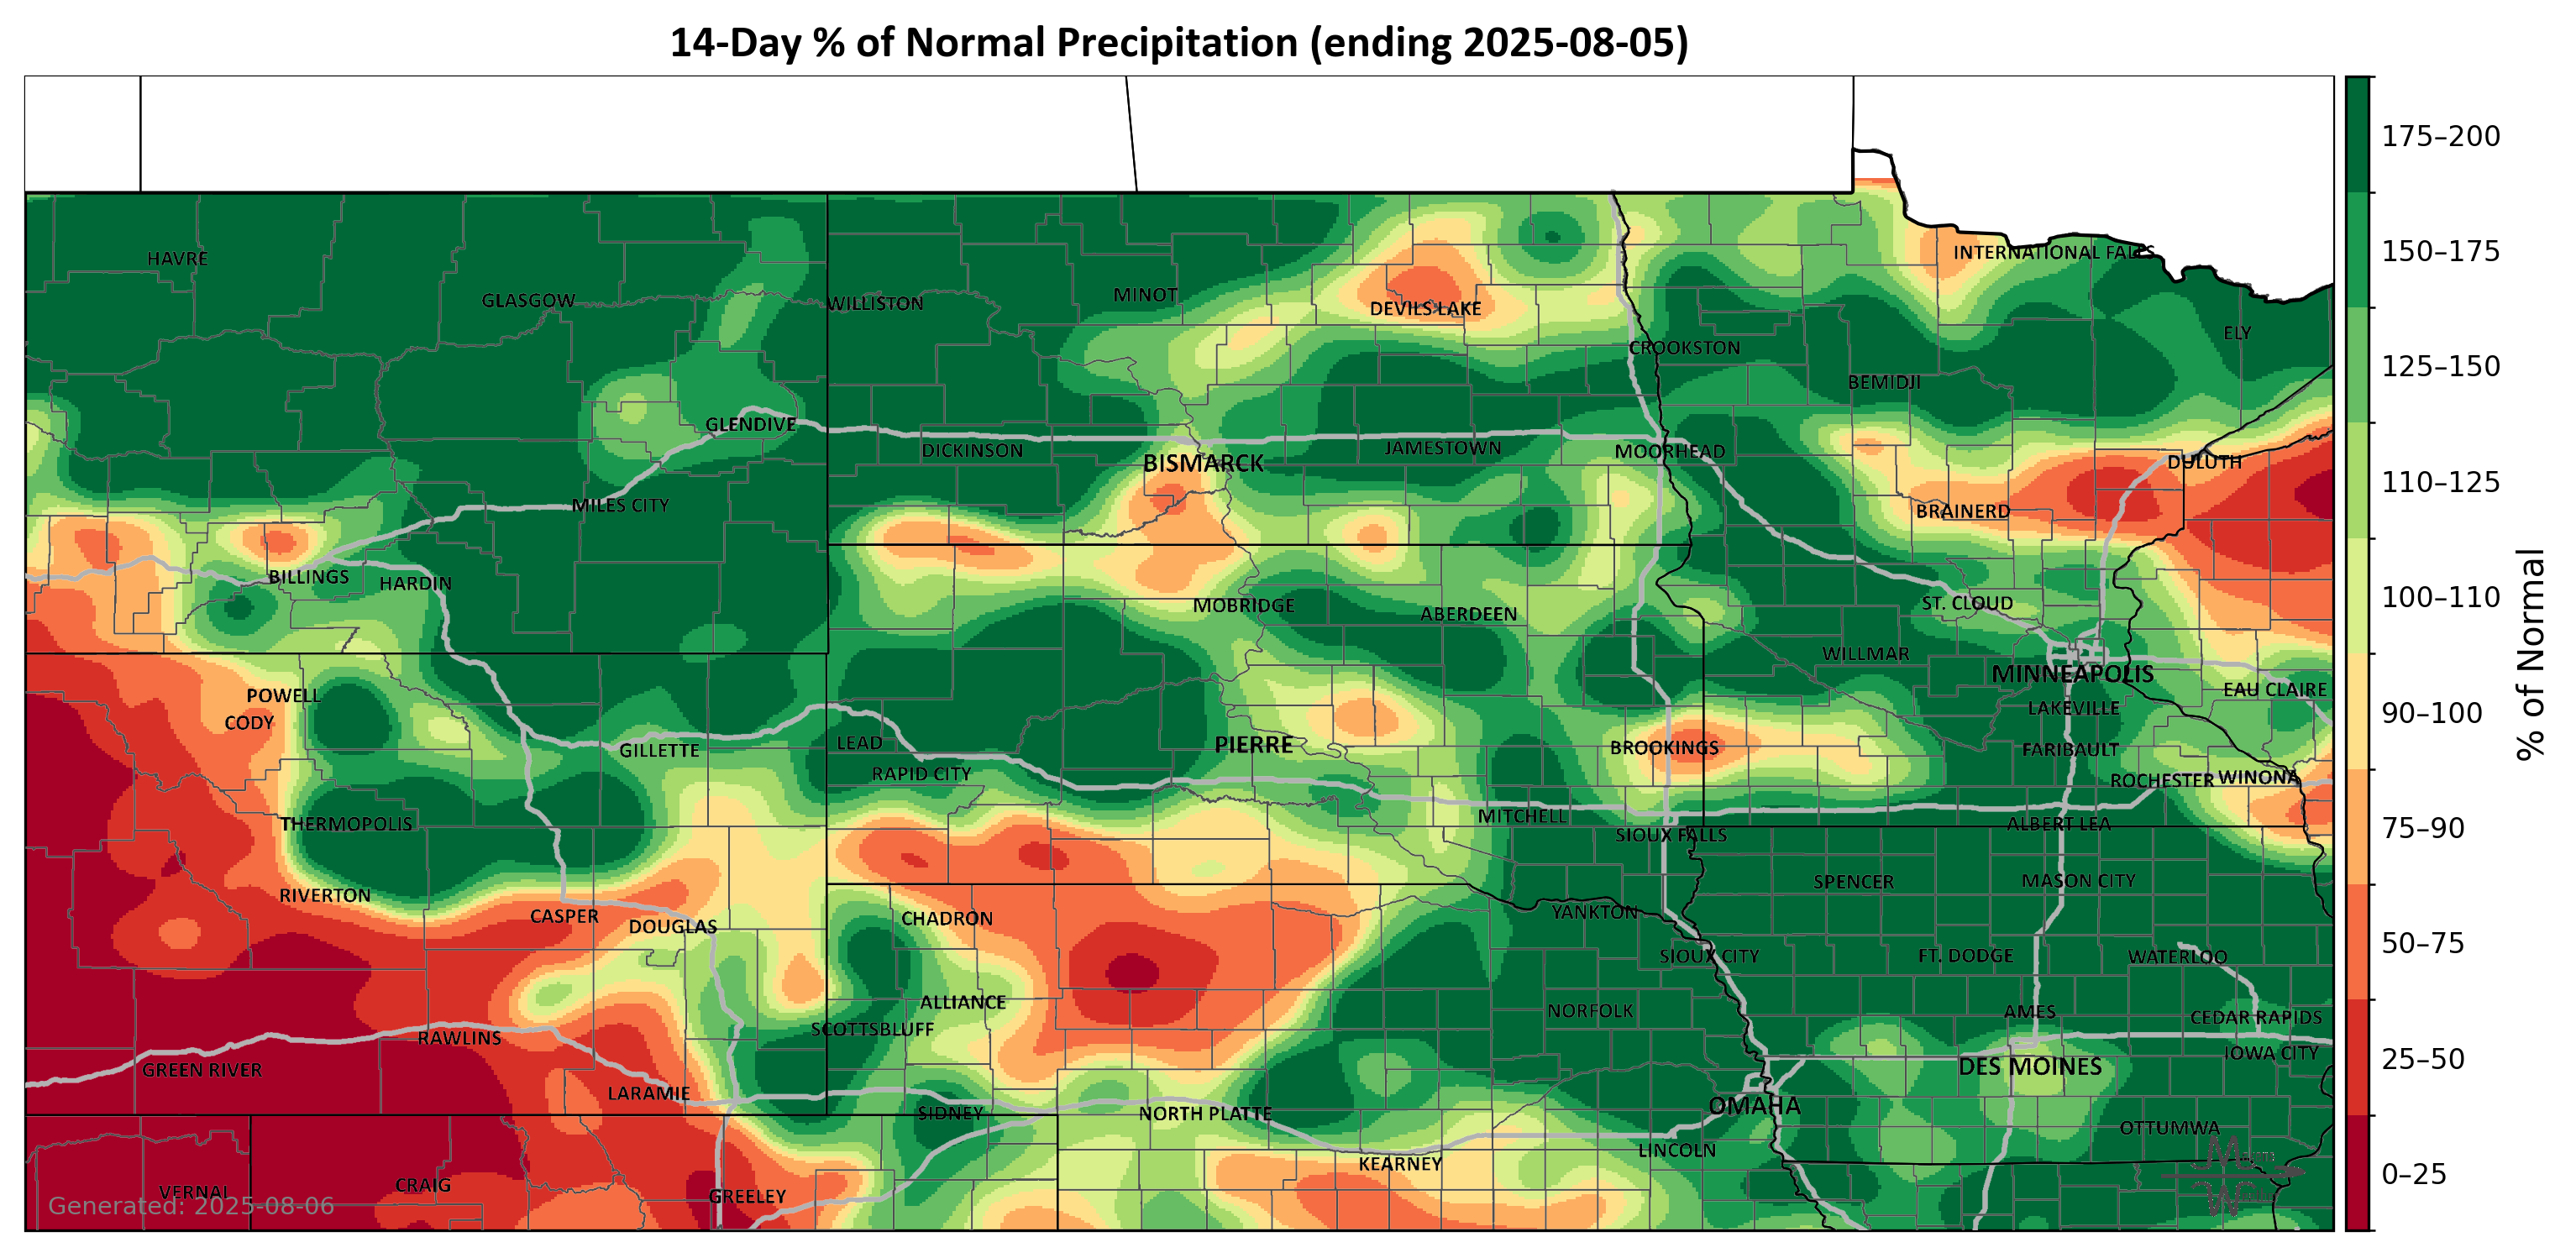 14-Day % of Normal Precipitation (ending 2025-08-05)
HAVRE
GLASGOW
WILLISTON
MINOT
DEVILS LAKE
INTERNATIONAL FALLS
ELY
CROOKSTON
BEMIDJI
GLENDIVE
DICKINSON
BISMARCK
JAMESTOWN
MOORHEAD
DULUTH
MILES CITY
BRAINERD
BILLINGS
HARDIN
MOBRIDGE
ABERDEEN
ST. CLOUD
WILLMAR
MINNEAPOLIS
EAU CLAIRE
POWELL
CODY
LAKEVILLE
GILLETTE
LEAD
PIERRE
BROOKINGS
FARIBAULT
RAPID CITY
ROCHESTER
WINONA
THERMOPOLIS
MITCHELL
SIOUX FALLS
ALBERT LEA
RIVERTON
SPENCER
MASON CITY
CASPER
DOUGLAS
CHADRON
YANKTON
SIOUX CITY
FT. DODGE
WATERLOO
ALLIANCE
NORFOLK
AMES
CEDAR RAPIDS
SCOTTSBLUFF
RAWLINS
IOWA CITY
GREEN RIVER
DES MOINES
LARAMIE
SIDNEY
NORTH PLATTE
OMAHA
OTTUMWA
LINCOLN
KEARNEY
VERNAL
CRAIG
GREELEY
Generated: 2025-08-06
175–200
150–175
125–150
110–125
100–110
90–100
75–90
50–75
25–50
0–25
% of Normal